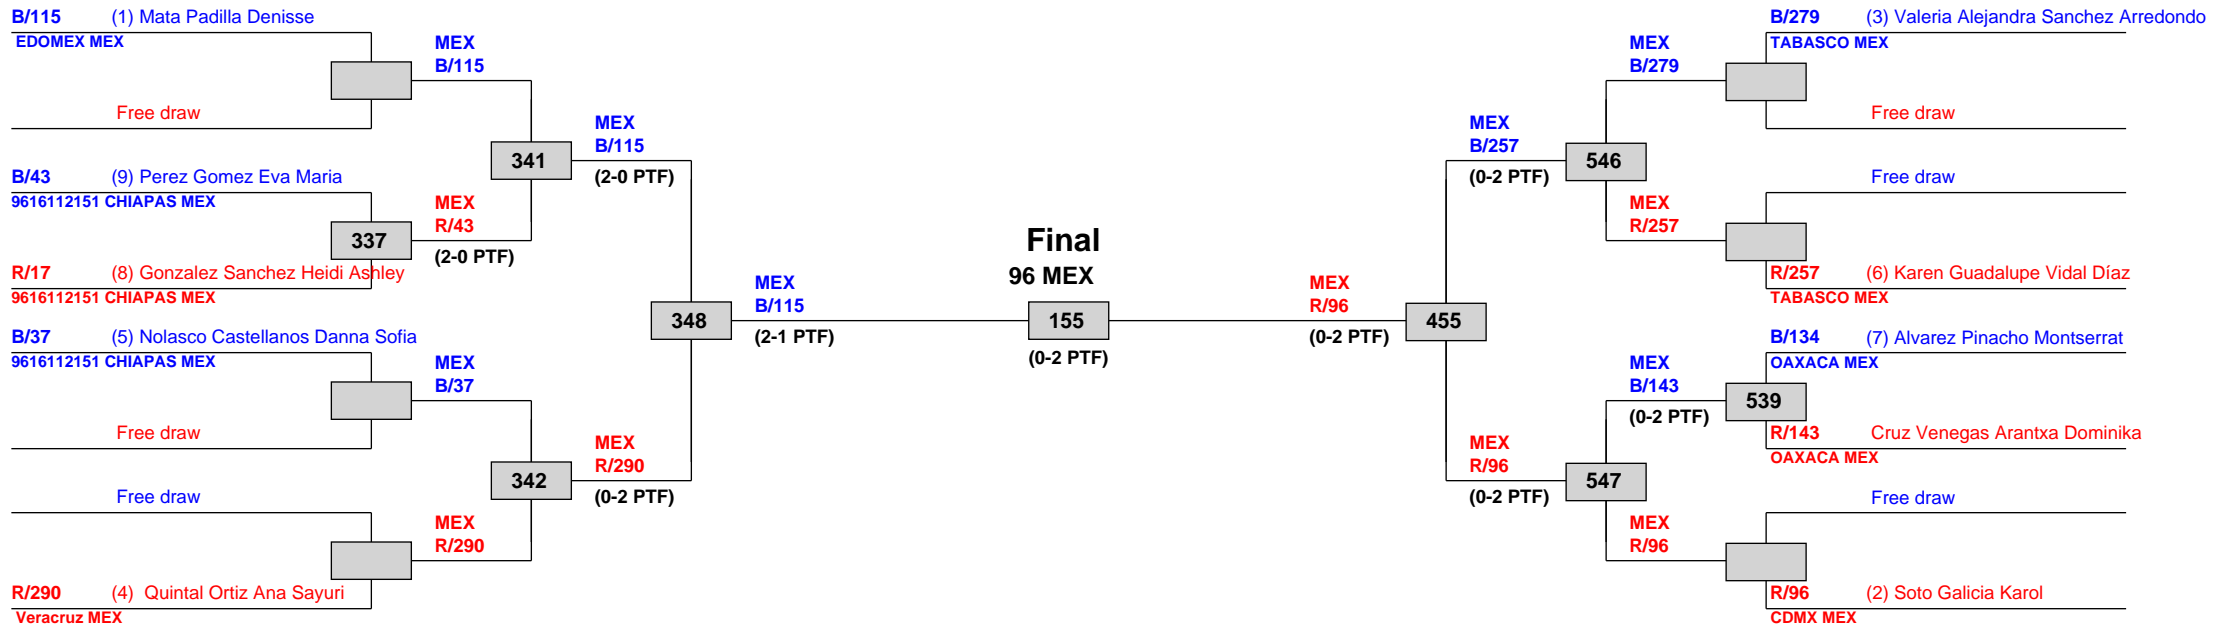 B/115 (1) Mata Padilla Denisse
EDOMEX MEX
Free draw
B/43 (9) Perez Gomez Eva Maria
9616112151 CHIAPAS MEX
337
R/17 (8) Gonzalez Sanchez Heidi Ashley
9616112151 CHIAPAS MEX
B/37 (5) Nolasco Castellanos Danna Sofia
9616112151 CHIAPAS MEX
Free draw
Free draw
R/290 (4) Quintal Ortiz Ana Sayuri
Veracruz MEX
MEX
B/115
341
MEX
R/43
(2-0 PTF)
MEX
B/37
342
MEX
R/290
MEX
B/115
(2-0 PTF)
348
MEX
R/290
(0-2 PTF)
MEX
B/115
(2-1 PTF)
Final
96 MEX
155
(0-2 PTF)
MEX
R/96
(0-2 PTF)
455
MEX
B/257
(0-2 PTF)
MEX
R/96
(0-2 PTF)
MEX
B/279
546
MEX
R/257
MEX
B/143
(0-2 PTF)
547
MEX
R/96
B/279 (3) Valeria Alejandra Sanchez Arredondo
TABASCO MEX
Free draw
Free draw
R/257 (6) Karen Guadalupe Vidal Díaz
TABASCO MEX
B/134 (7) Alvarez Pinacho Montserrat
OAXACA MEX
539
R/143 Cruz Venegas Arantxa Dominika
OAXACA MEX
Free draw
R/96 (2) Soto Galicia Karol
CDMX MEX